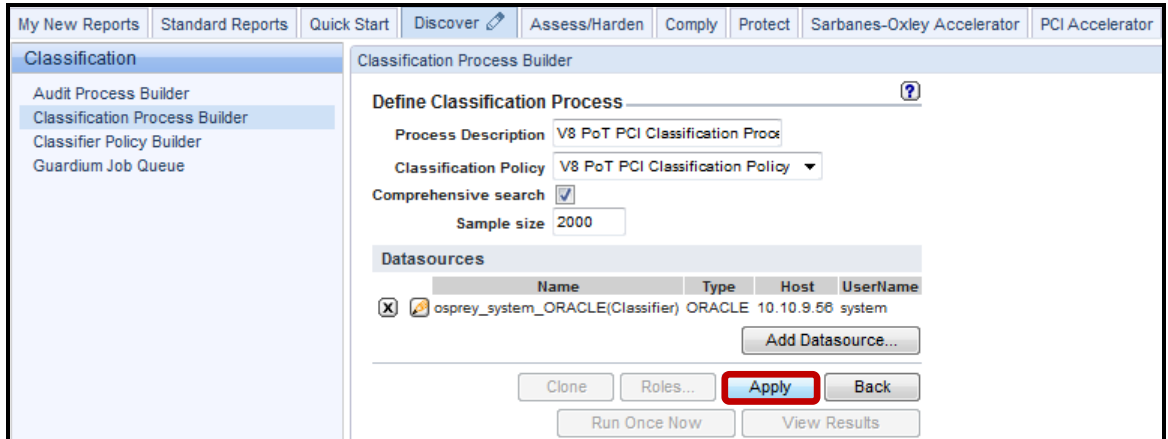 My New Reports Standard Reports Quick Start Discover Assess/Harden Comply Protect Sarbanes-Oxley Accelerator PCI Accelerator
Classification
Audit Process Builder
Classification Process Builder
Classifier Policy Builder
Guardium Job Queue
Classification Process Builder
Define Classification Process
?
Process Description V8 PoT PCI Classification Proce
Classification Policy V8 PoT PCI Classification Policy
Comprehensive search
Sample size 2000
Datasources
Name Type Host UserName
osprey_system_ORACLE(Classifier) ORACLE 10.10.9.56 system
Add Datasource...
Clone Roles... Apply Back
Run Once Now View Results